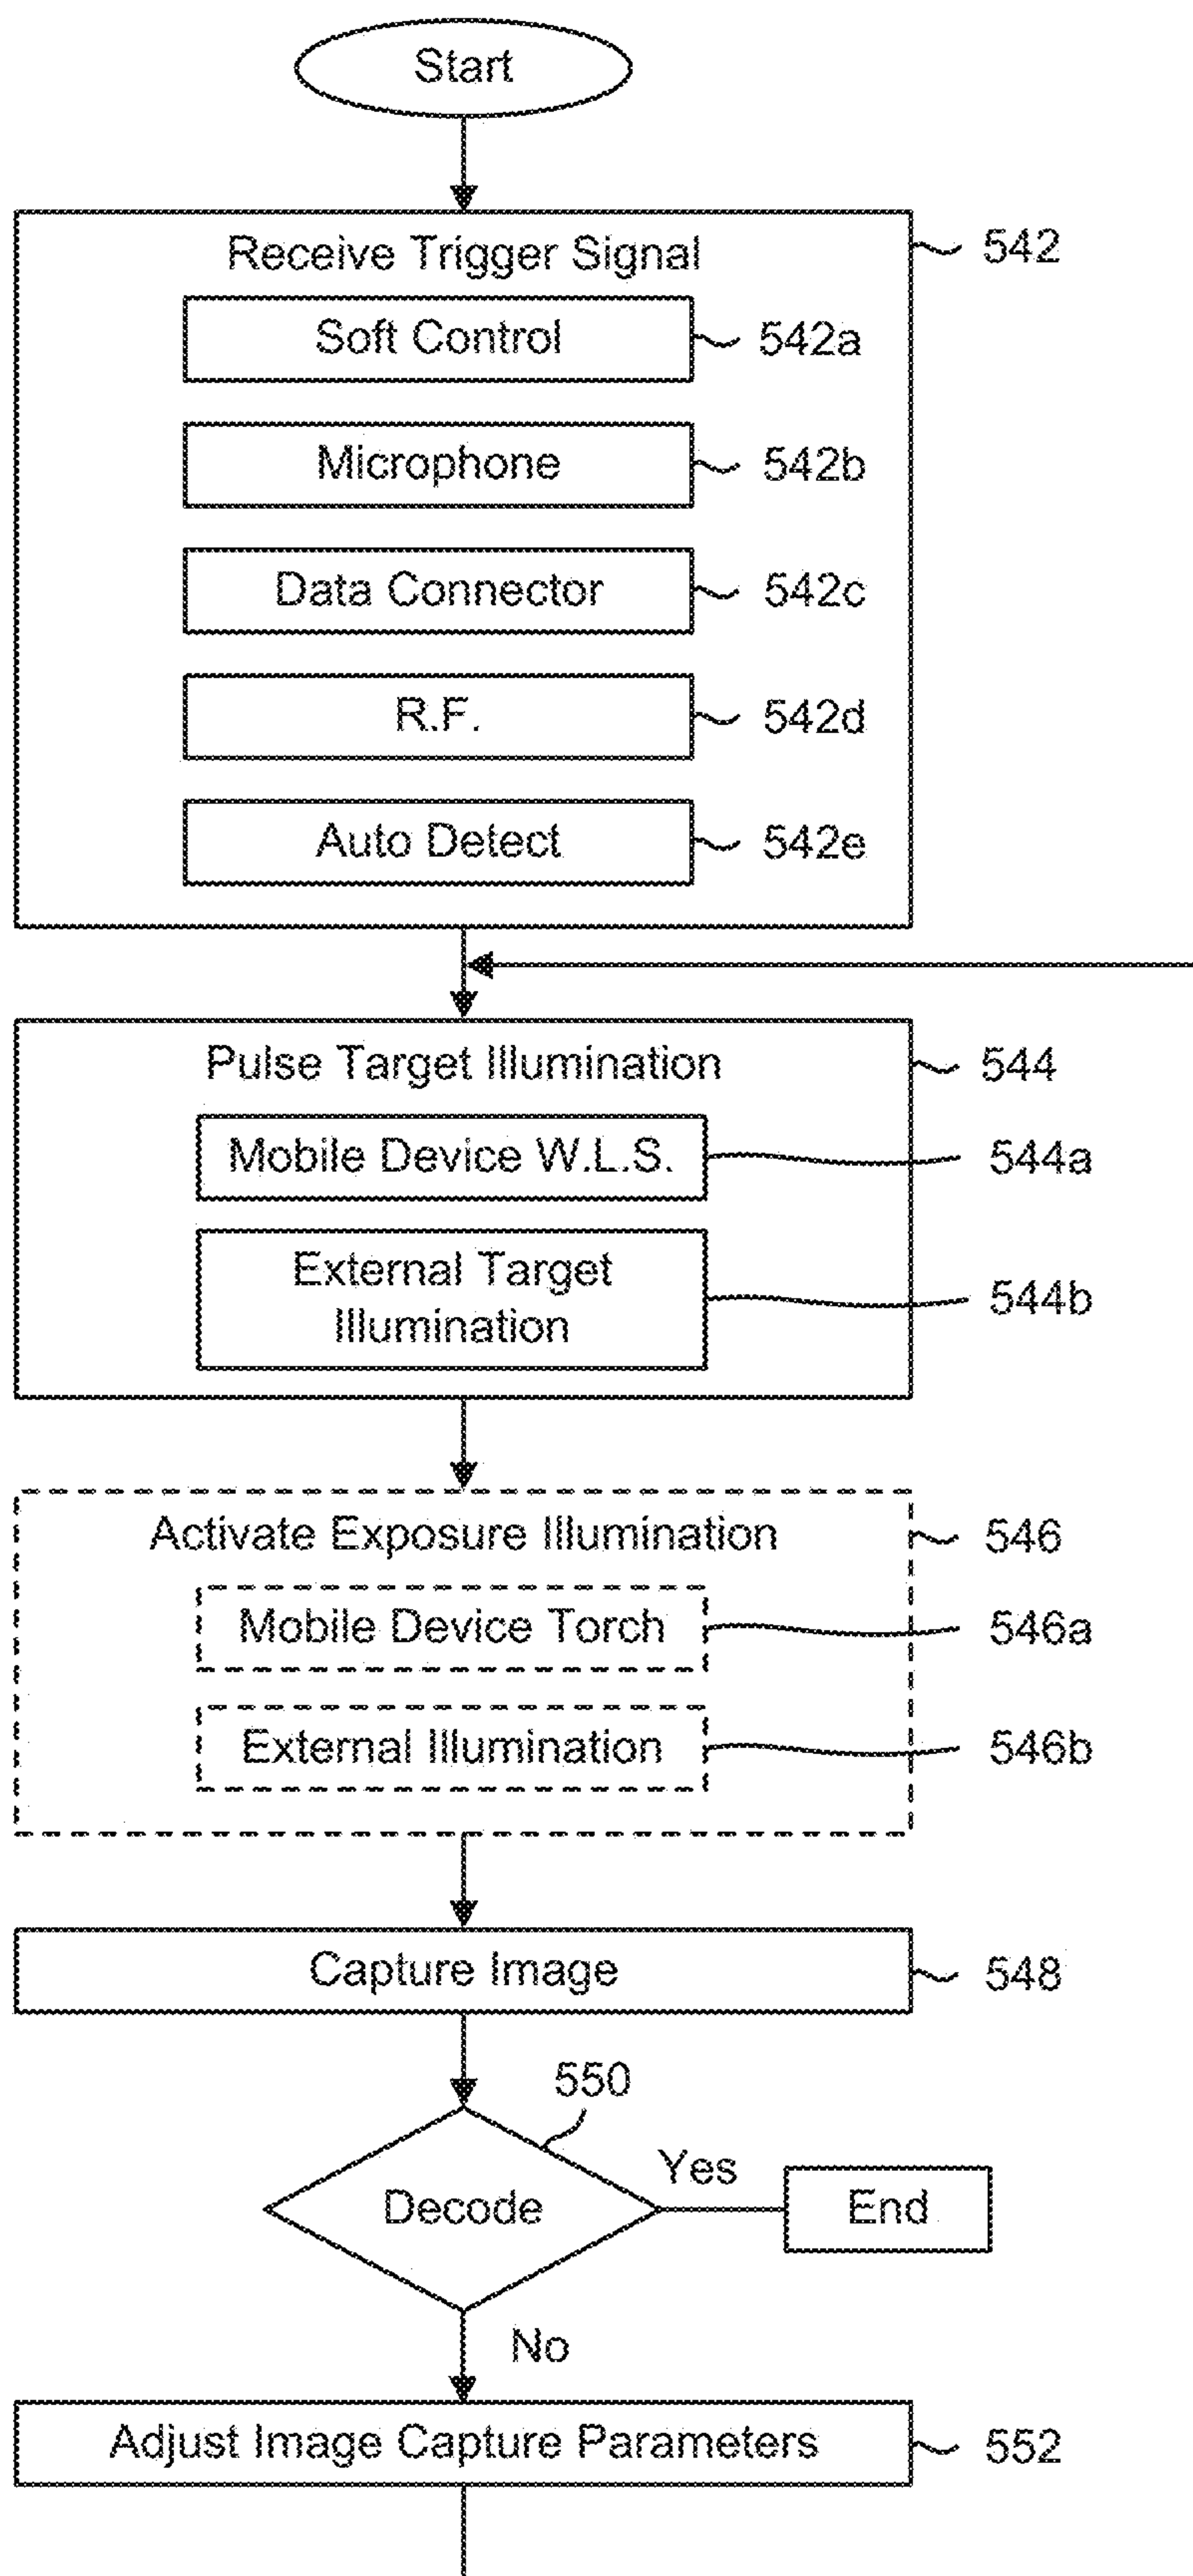 Start
Receive Trigger Signal
542
Soft Control
542a
Microphone
542b
Data Connector
542c
R.F.
542d
Auto Detect
542e
Pulse Target Illumination
544
Mobile Device W.L.S.
544a
External Target
Illumination
544b
Activate Exposure Illumination
546
Mobile Device Torch
546a
External Illumination
546b
Capture Image
548
550
Decode
Yes
End
No
Adjust Image Capture Parameters
552